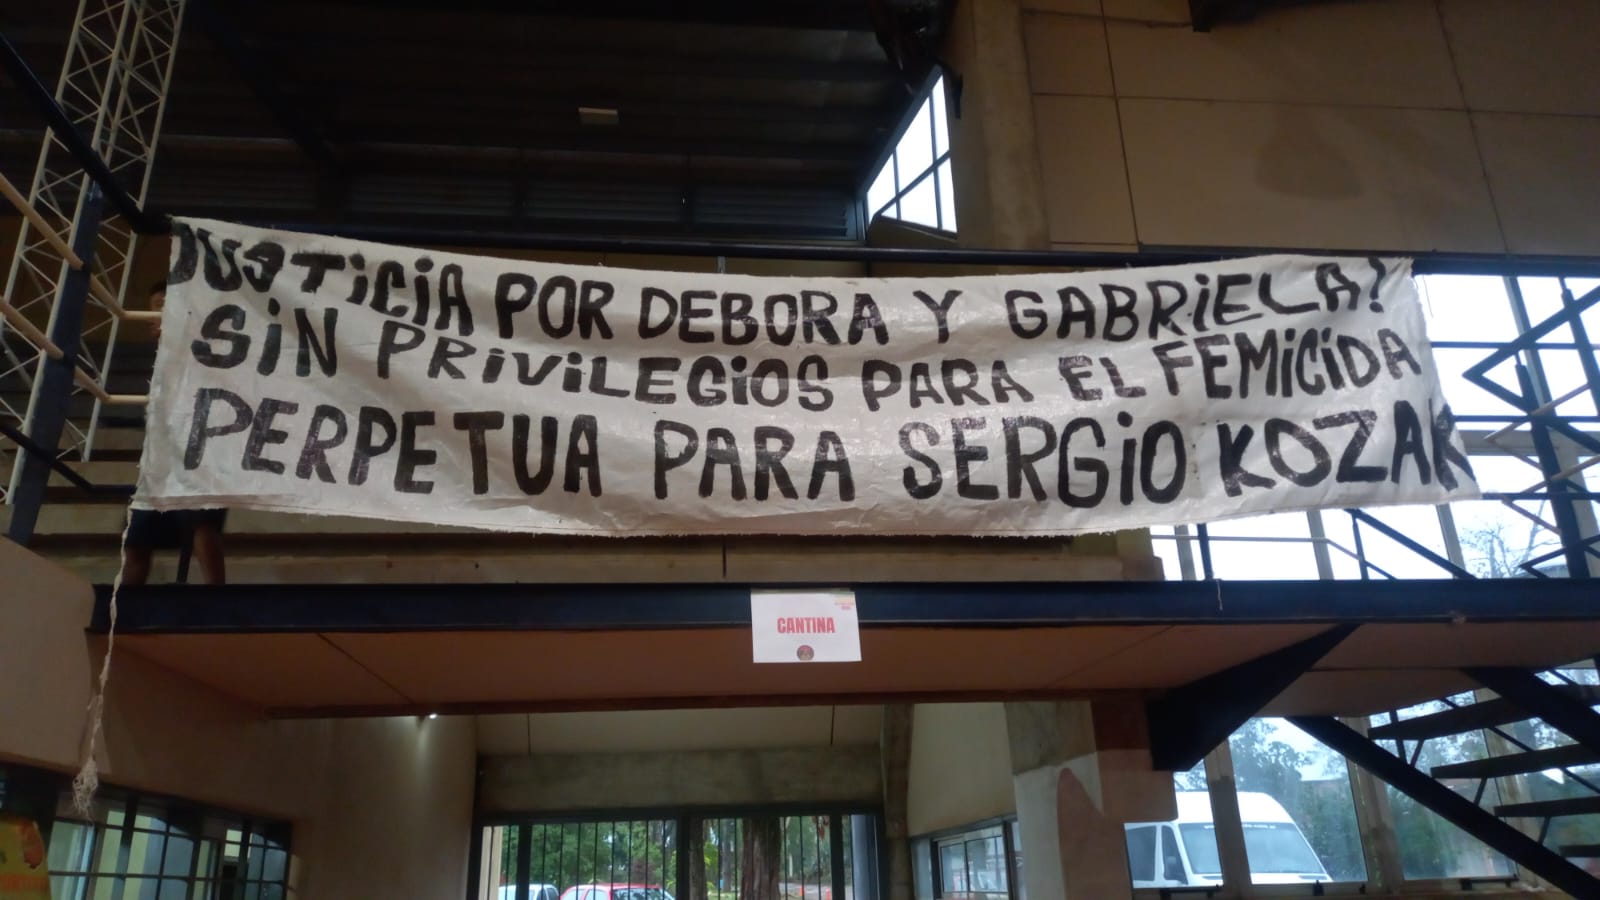 JUSTICIA POR DEBORA Y GABRIELA!
SIN PRIVILEGIOS PARA EL FEMICIDA
PERPETUA PARA SERGIO KOZAK
CANTINA